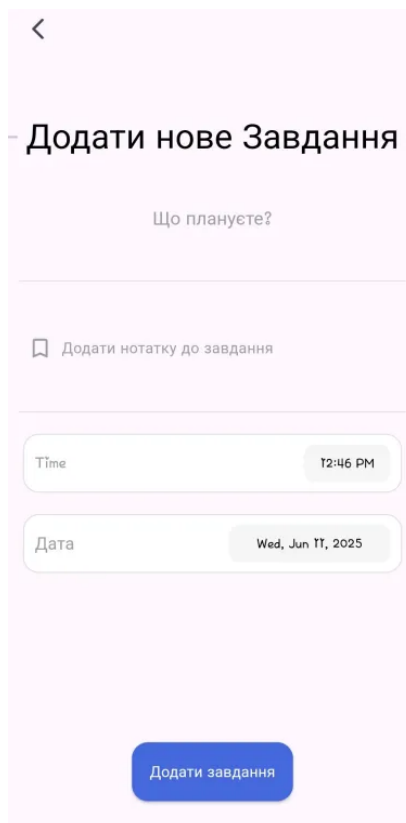 Додати нове Завдання
Що плануєте?
Додати нотатку до завдання
Time
12:46 PM
Дата
Wed, Jun 11, 2025
Додати завдання